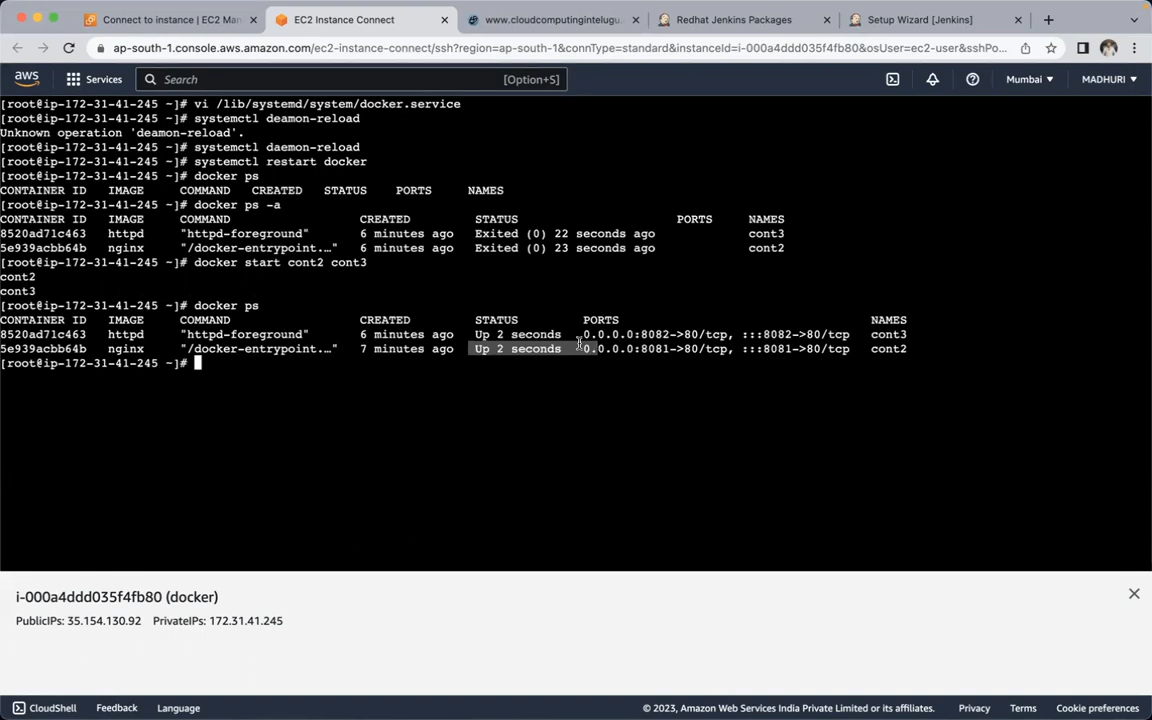 Connect to instance | EC2 Man
EC2 Instance Connect
www.cloudcomputingintelugu.
Redhat Jenkins Packages
Setup Wizard [Jenkins]
ap-south-1.console.aws.amazon.com/ec2-instance-connect/ssh?region=ap-south-1&connType=standard&instanceId=i-000a4ddd035f4fb80&osUser=ec2-user&sshPo...
aws
Services
Search
[Option+S]
Mumbai
MADHURI
[root@ip-172-31-41-245 ~]# vi /lib/systemd/system/docker.service
[root@ip-172-31-41-245 ~]# systemctl deamon-reload
Unknown operation 'deamon-reload'.
[root@ip-172-31-41-245 ~]# systemctl daemon-reload
[root@ip-172-31-41-245 ~]# systemctl restart docker
[root@ip-172-31-41-245 ~]# docker ps
CONTAINER ID   IMAGE     COMMAND   CREATED   STATUS    PORTS     NAMES
[root@ip-172-31-41-245 ~]# docker ps -a
CONTAINER ID   IMAGE     COMMAND                  CREATED         STATUS                      PORTS     NAMES
8520ad71c463   httpd     "httpd-foreground"       6 minutes ago   Exited (0) 22 seconds ago             cont3
5e939acbb64b   nginx     "/docker-entrypoint.…"   6 minutes ago   Exited (0) 23 seconds ago             cont2
[root@ip-172-31-41-245 ~]# docker start cont2 cont3
cont2
cont3
[root@ip-172-31-41-245 ~]# docker ps
CONTAINER ID   IMAGE     COMMAND                  CREATED         STATUS         PORTS                                   NAMES
8520ad71c463   httpd     "httpd-foreground"       6 minutes ago   Up 2 seconds   0.0.0.0:8082->80/tcp, :::8082->80/tcp   cont3
5e939acbb64b   nginx     "/docker-entrypoint.…"   7 minutes ago   Up 2 seconds   0.0.0.0:8081->80/tcp, :::8081->80/tcp   cont2
[root@ip-172-31-41-245 ~]#
i-000a4ddd035f4fb80 (docker)
PublicIPs: 35.154.130.92 PrivateIPs: 172.31.41.245
CloudShell
Feedback
Language
© 2023, Amazon Web Services India Private Limited or its affiliates.
Privacy
Terms
Cookie preferences